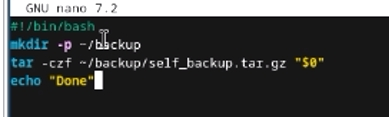 GNU nano 7.2
#!/bin/bash
mkdir -p ~/backup
tar -czf ~/backup/self_backup.tar.gz "$0"
echo "Done"